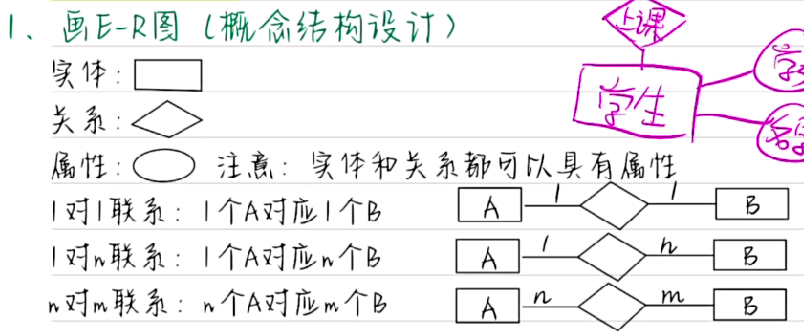 1、画E-R图（概念结构设计）
实体：
关系：
属性：
注意：实体和关系都可以具有属性
1对1联系：1个A对应1个B
A 1 1 B
1对n联系：1个A对应n个B
A 1 n B
n对m联系：n个A对应m个B
A n m B
上课
学生